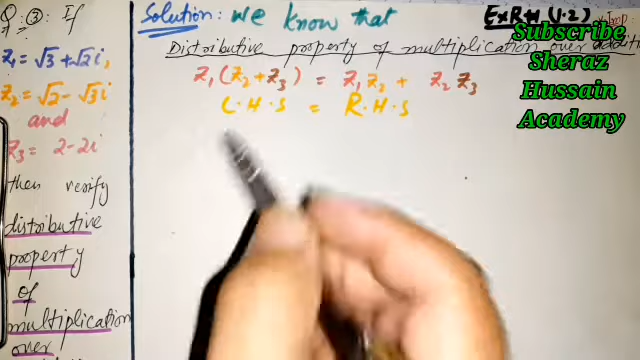 Q:③: If
z₁ = √3 + √2i,
z₂ = √2 - √3i
and
z₃ = 2 - 2i
then verify
distributive
property
of
multiplication
over
Solution: we know that
ExR# (1.2)
Distributive property of multiplication over
z₁(z₂+z₃) = z₁z₂ + z₂z₃
L.H.S = R.H.S
Subscribe
Sheraz
Hussain
Academy